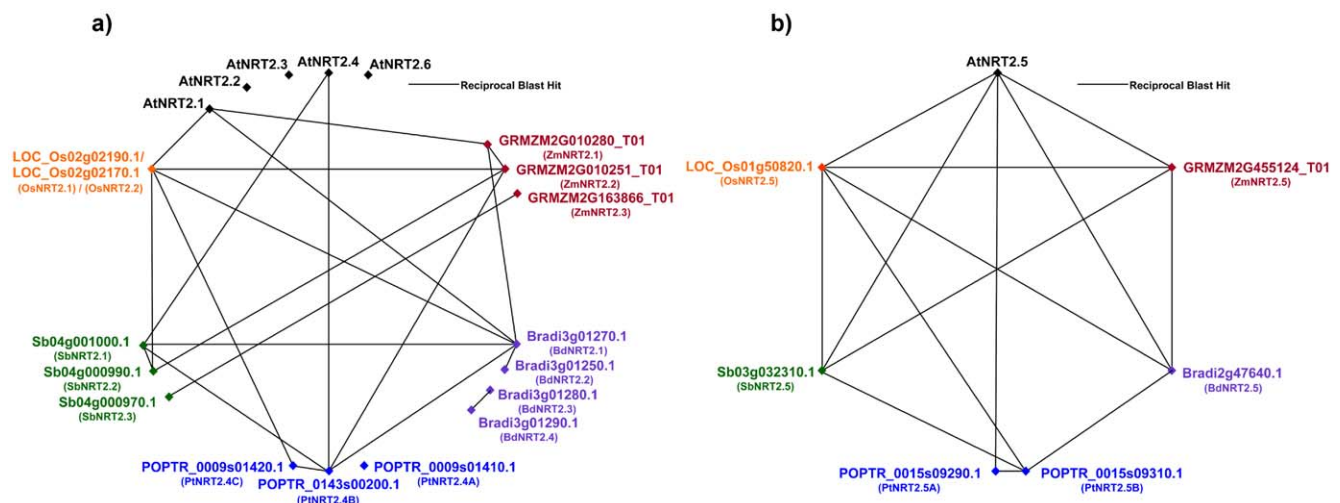 a)
AtNRT2.4
AtNRT2.3
AtNRT2.6
AtNRT2.2
AtNRT2.1
Reciprocal Blast Hit
LOC_Os02g02190.1/
LOC_Os02g02170.1
(OsNRT2.1) / (OsNRT2.2)
GRMZM2G010280_T01
(ZmNRT2.1)
GRMZM2G010251_T01
(ZmNRT2.2)
GRMZM2G163866_T01
(ZmNRT2.3)
Sb04g001000.1
(SbNRT2.1)
Sb04g000990.1
(SbNRT2.2)
Sb04g000970.1
(SbNRT2.3)
Bradi3g01270.1
(BdNRT2.1)
Bradi3g01250.1
(BdNRT2.2)
Bradi3g01280.1
(BdNRT2.3)
Bradi3g01290.1
(BdNRT2.4)
POPTR_0009s01420.1
(PtNRT2.4C)
POPTR_0143s00200.1
(PtNRT2.4B)
POPTR_0009s01410.1
(PtNRT2.4A)
b)
AtNRT2.5
Reciprocal Blast Hit
LOC_Os01g50820.1
(OsNRT2.5)
GRMZM2G455124_T01
(ZmNRT2.5)
Sb03g032310.1
(SbNRT2.5)
Bradi2g47640.1
(BdNRT2.5)
POPTR_0015s09290.1
(PtNRT2.5A)
POPTR_0015s09310.1
(PtNRT2.5B)